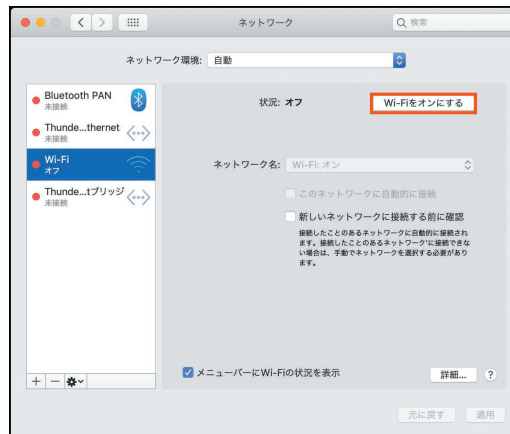 ネットワーク
検索
ネットワーク環境: 自動
Bluetooth PAN
未接続
Thunde...thernet
未接続
Wi-Fi
オフ
Thunde...tブリッジ
未接続
状況: オフ
Wi-Fiをオンにする
ネットワーク名: Wi-Fi: オン
このネットワークに自動的に接続
新しいネットワークに接続する前に確認
接続したことのあるネットワークに自動的に接続され
ます。接続したことのあるネットワークに接続できな
い場合は、手動でネットワークを選択する必要があり
ます。
メニューバーにWi-Fiの状況を表示
詳細...
?
元に戻す
適用